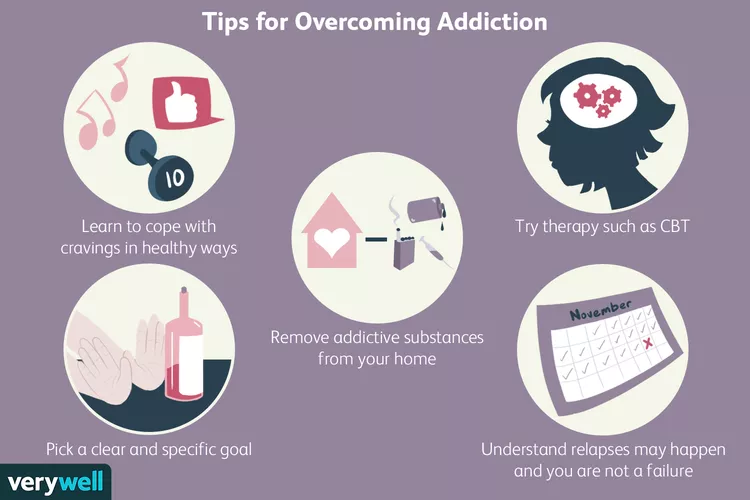 Tips for Overcoming Addiction
10
Learn to cope with
cravings in healthy ways
Try therapy such as CBT
Remove addictive substances
from your home
Pick a clear and specific goal
November
Understand relapses may happen
and you are not a failure
verywell